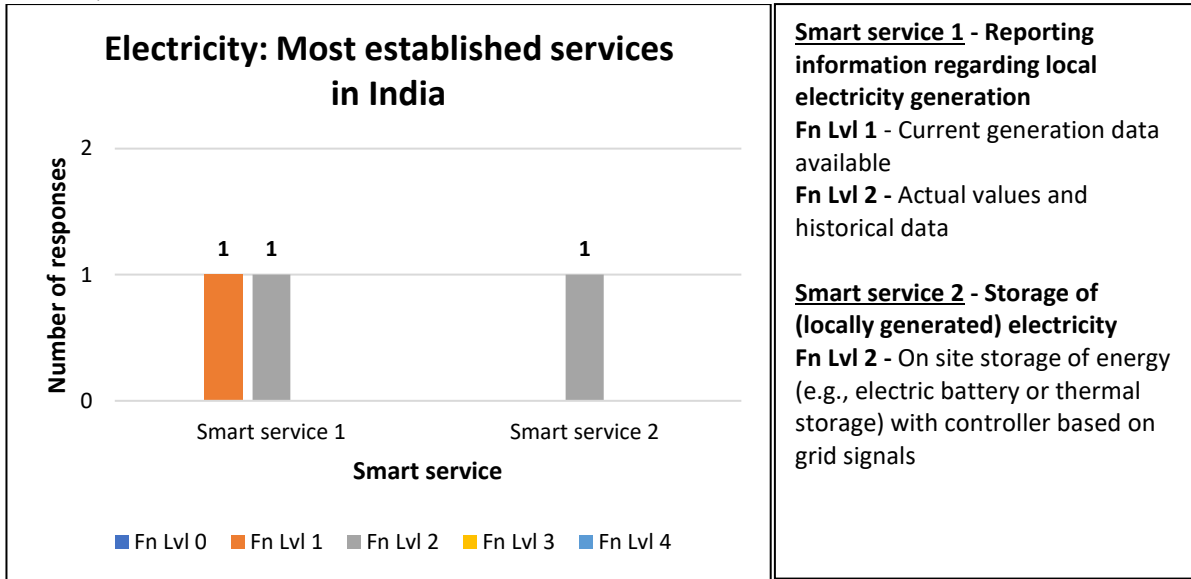 Electricity: Most established services
in India
Number of responses
2
1
0
1
1
1
Smart service 1
Smart service 2
Smart service
Fn Lvl 0
Fn Lvl 1
Fn Lvl 2
Fn Lvl 3
Fn Lvl 4
Smart service 1 - Reporting
information regarding local
electricity generation
Fn Lvl 1 - Current generation data
available
Fn Lvl 2 - Actual values and
historical data
Smart service 2 - Storage of
(locally generated) electricity
Fn Lvl 2 - On site storage of energy
(e.g., electric battery or thermal
storage) with controller based on
grid signals